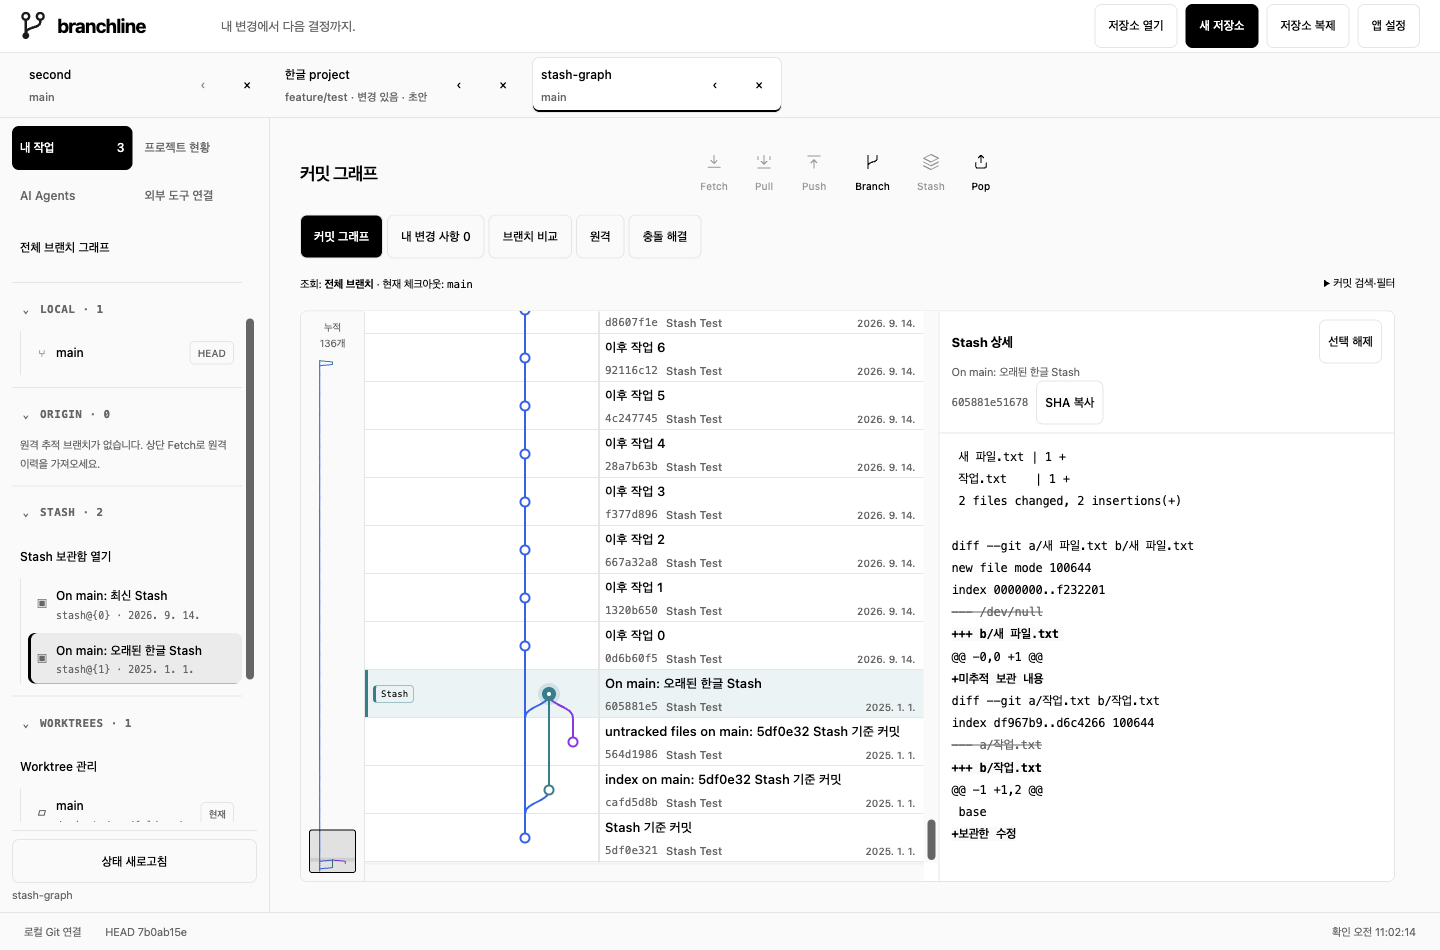 branchline
내 변경에서 다음 결정까지.
저장소 열기
새 저장소
저장소 복제
앱 설정
second
main
한글 project
feature/test · 변경 있음 · 초안
stash-graph
main
내 작업 3
프로젝트 현황
AI Agents
외부 도구 연결
전체 브랜치 그래프
LOCAL · 1
main HEAD
ORIGIN · 0
원격 추적 브랜치가 없습니다. 상단 Fetch로 원격
이력을 가져오세요.
STASH · 2
Stash 보관함 열기
On main: 최신 Stash
stash@{0} · 2026. 9. 14.
On main: 오래된 한글 Stash
stash@{1} · 2025. 1. 1.
WORKTREES · 1
Worktree 관리
main 현재
상태 새로고침
stash-graph
커밋 그래프
Fetch
Pull
Push
Branch
Stash
Pop
커밋 그래프
내 변경 사항 0
브랜치 비교
원격
충돌 해결
조회: 전체 브랜치 · 현재 체크아웃: main
커밋 검색·필터
누적
136개
d8607f1e Stash Test 2026. 9. 14.
이후 작업 6
92116c12 Stash Test 2026. 9. 14.
이후 작업 5
4c247745 Stash Test 2026. 9. 14.
이후 작업 4
28a7b63b Stash Test 2026. 9. 14.
이후 작업 3
f377d896 Stash Test 2026. 9. 14.
이후 작업 2
667a32a8 Stash Test 2026. 9. 14.
이후 작업 1
1320b650 Stash Test 2026. 9. 14.
이후 작업 0
0d6b60f5 Stash Test 2026. 9. 14.
Stash
On main: 오래된 한글 Stash
605881e5 Stash Test 2025. 1. 1.
untracked files on main: 5df0e32 Stash 기준 커밋
564d1986 Stash Test 2025. 1. 1.
index on main: 5df0e32 Stash 기준 커밋
cafd5d8b Stash Test 2025. 1. 1.
Stash 기준 커밋
5df0e321 Stash Test 2025. 1. 1.
Stash 상세
선택 해제
On main: 오래된 한글 Stash
605881e51678
SHA 복사
새 파일.txt | 1 +
작업.txt | 1 +
2 files changed, 2 insertions(+)
diff --git a/새 파일.txt b/새 파일.txt
new file mode 100644
index 0000000..f232201
--- /dev/null
+++ b/새 파일.txt
@@ -0,0 +1 @@
+미추적 보관 내용
diff --git a/작업.txt b/작업.txt
index df967b9..d6c4266 100644
--- a/작업.txt
+++ b/작업.txt
@@ -1 +1,2 @@
base
+보관한 수정
로컬 Git 연결
HEAD 7b0ab15e
확인 오전 11:02:14